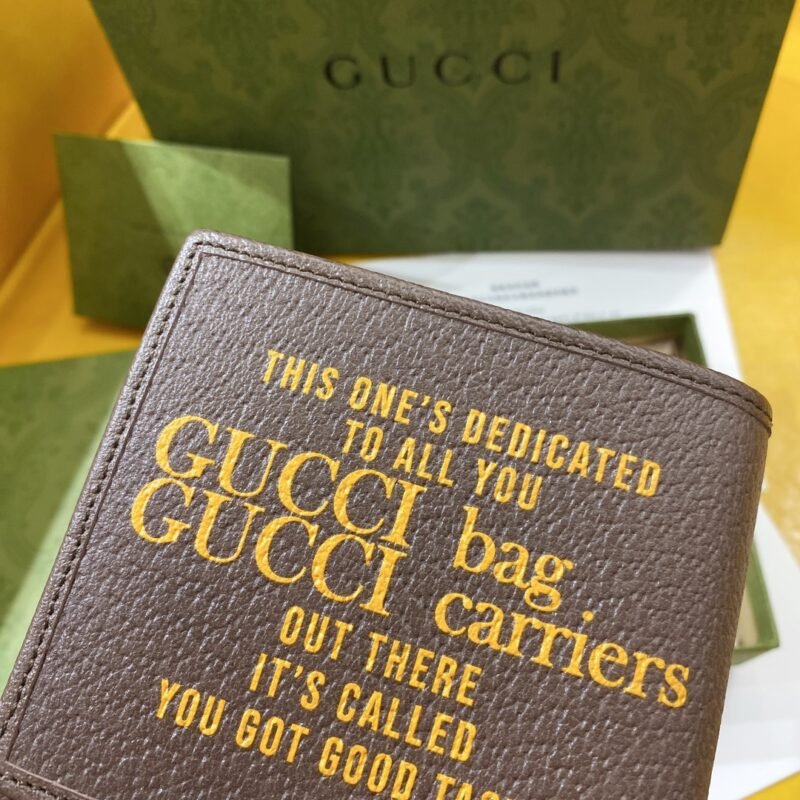 GUCCI
THIS ONE'S DEDICATED
TO ALL YOU
GUCCI bag
GUCCI carriers
OUT THERE
IT'S CALLED
YOU GOT GOOD